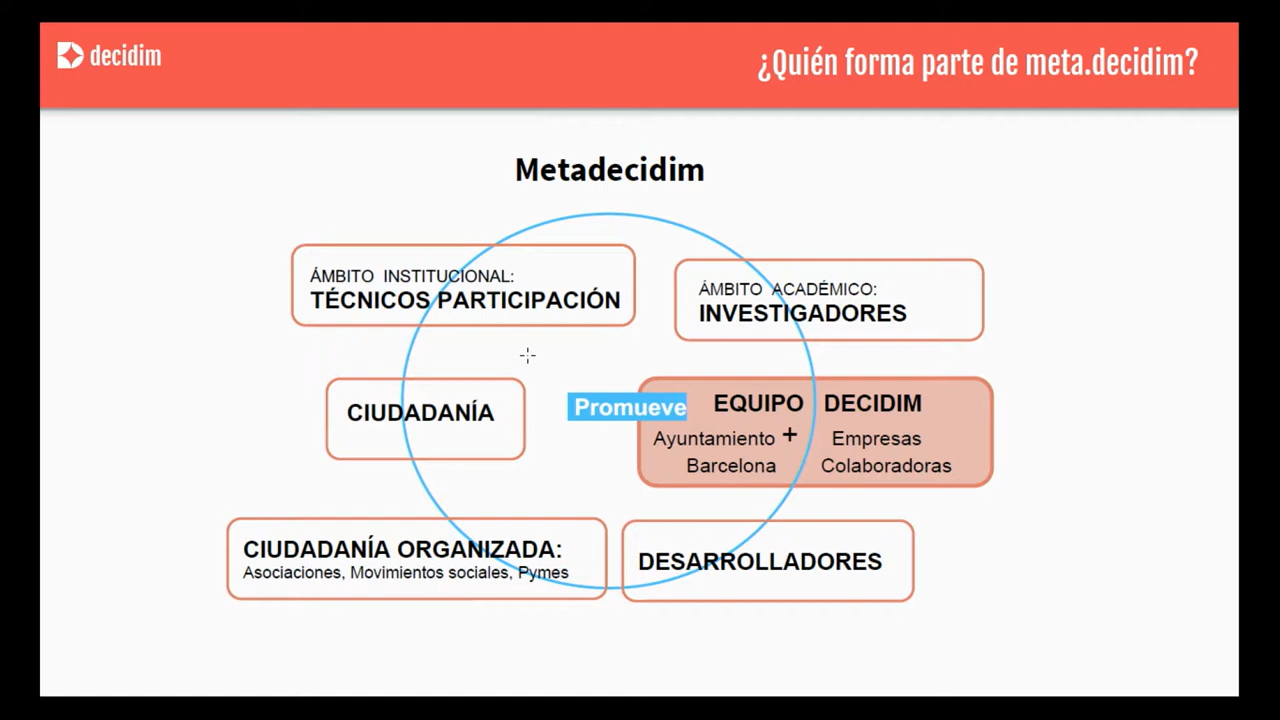 decidim
¿Quién forma parte de meta.decidim?
Metadecidim
ÁMBITO INSTITUCIONAL:
TÉCNICOS PARTICIPACIÓN
ÁMBITO ACADÉMICO:
INVESTIGADORES
CIUDADANÍA
Promueve
EQUIPO DECIDIM
Ayuntamiento + Empresas
Barcelona Colaboradoras
CIUDADANÍA ORGANIZADA:
Asociaciones, Movimientos sociales, Pymes
DESARROLLADORES